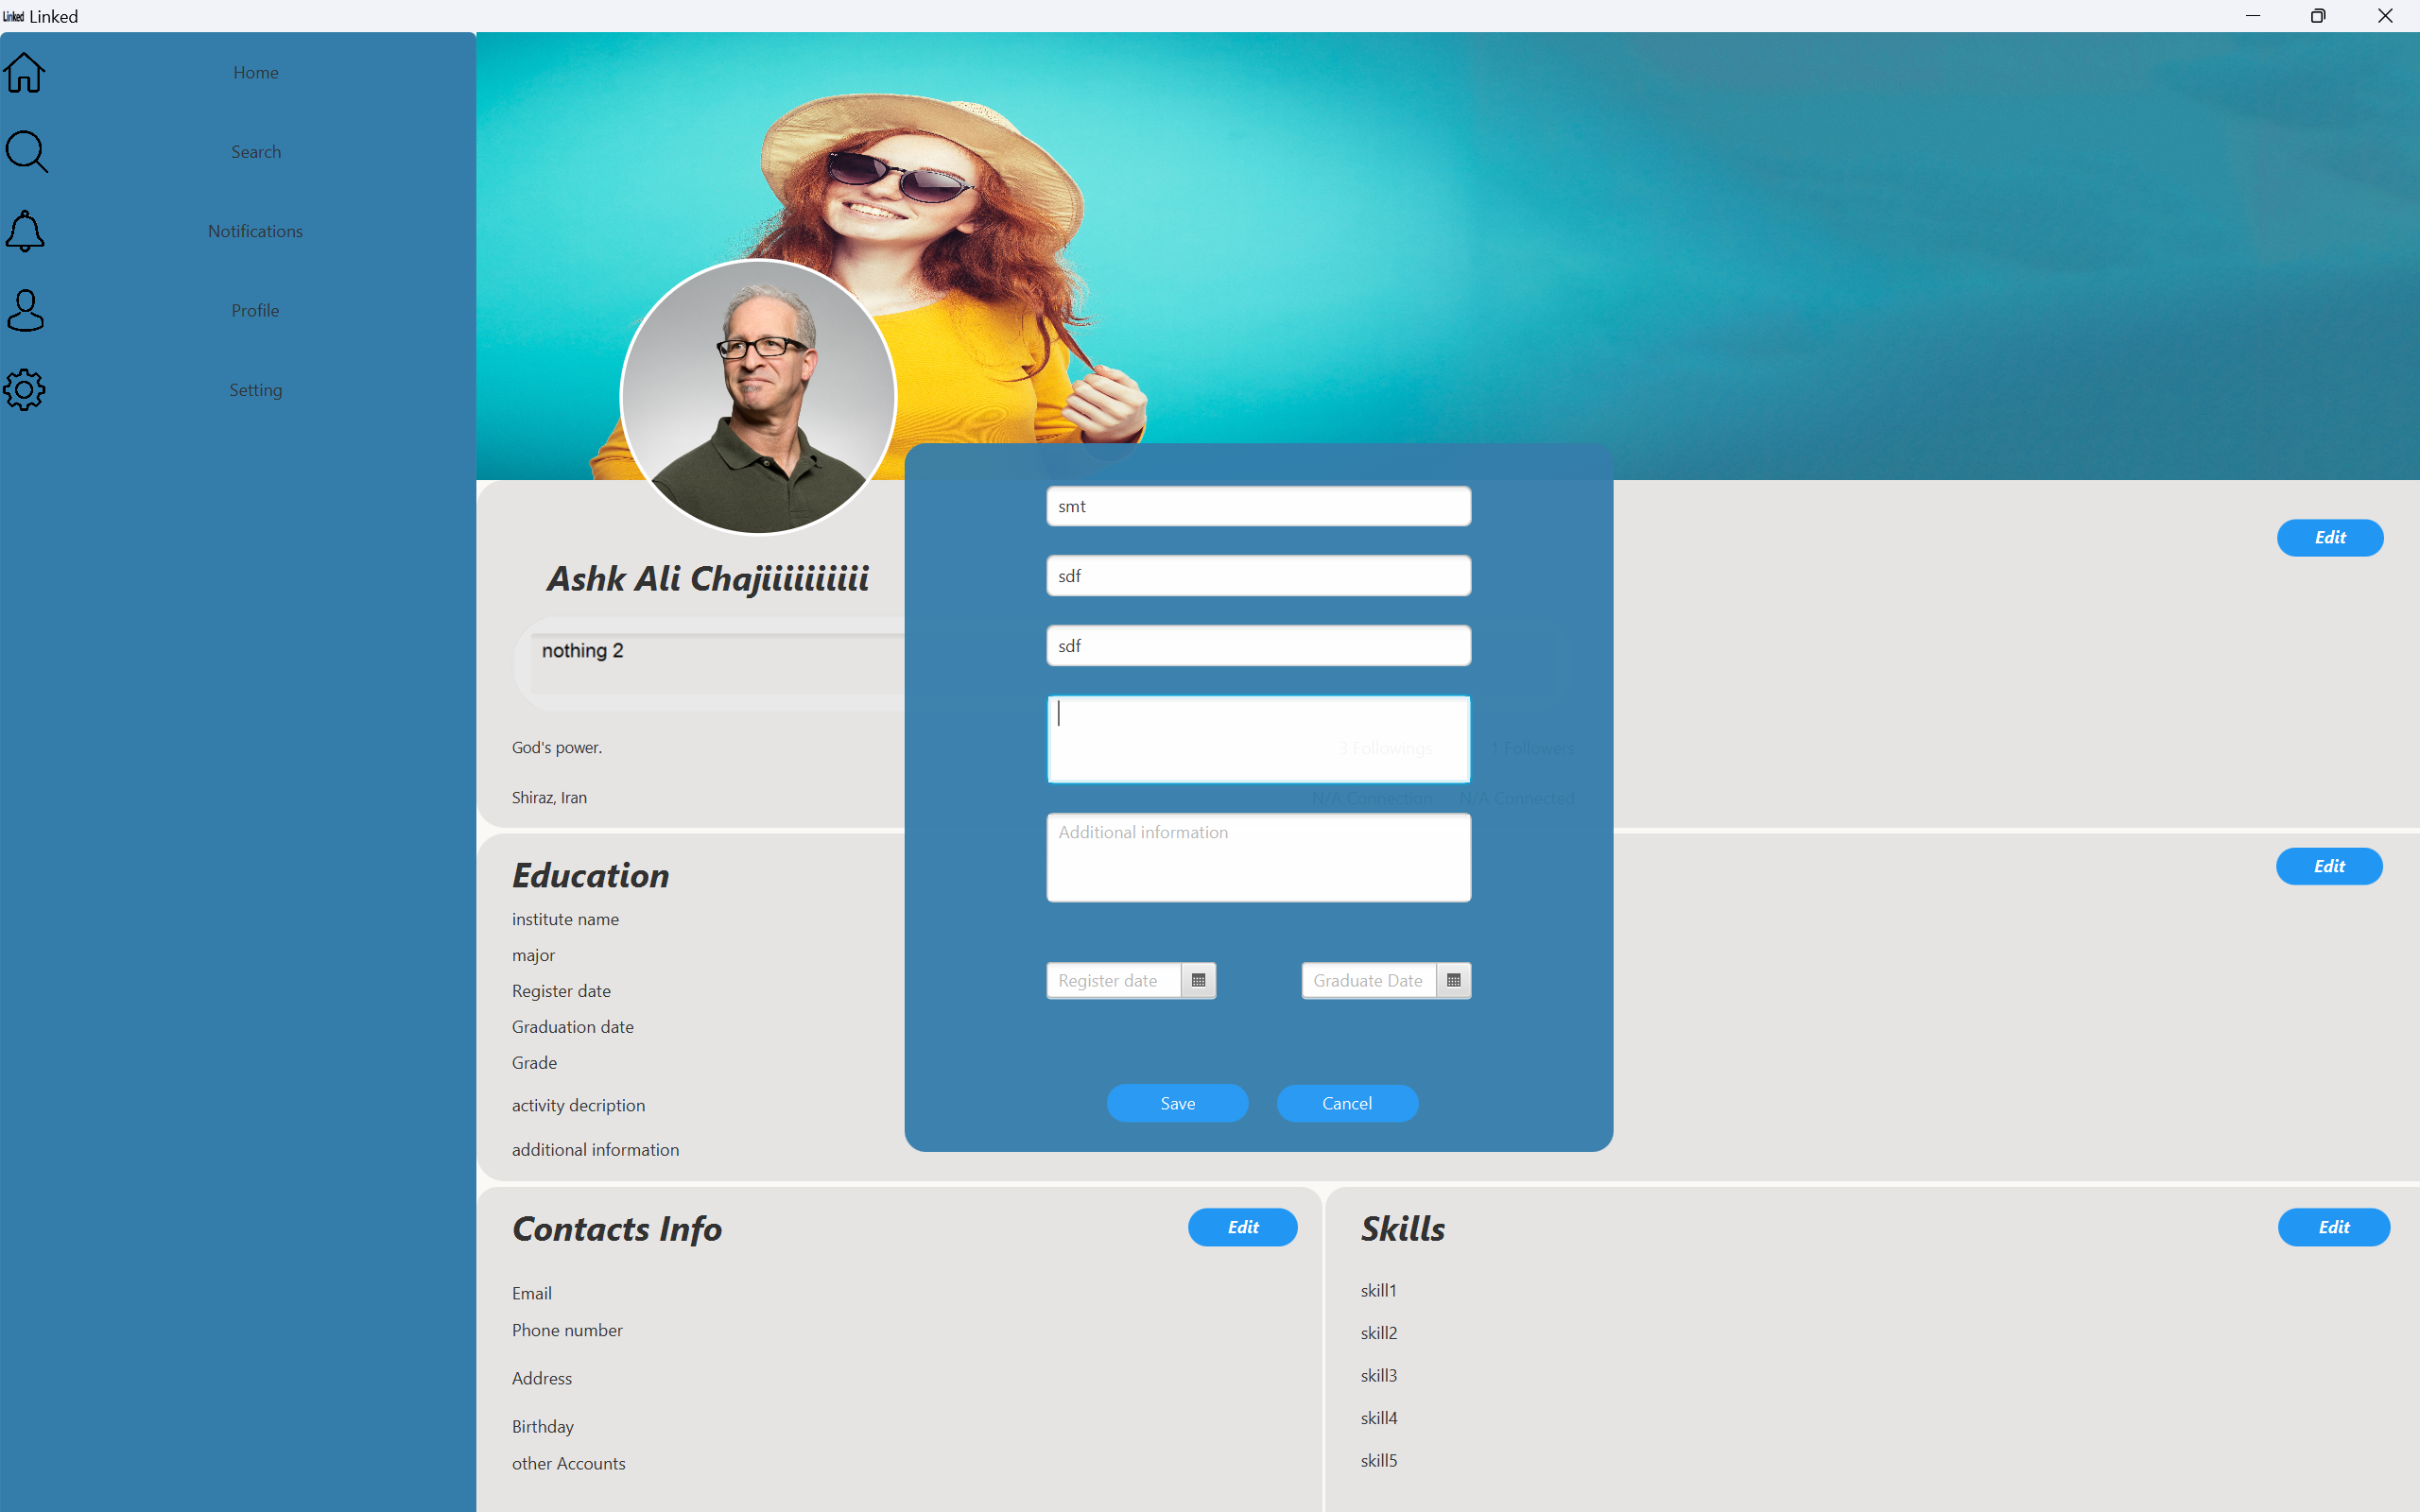 Linked Linked
Home
Search
Notifications
Profile
Setting
Edit
Ashk Ali Chajiiiiiiiiii
nothing 2
God's power.
3 Followings 1 Followers
Shiraz, Iran
N/A Connection N/A Connected
smt
sdf
sdf
Additional information
Register date
Graduate Date
Save
Cancel
Education
Edit
institute name
major
Register date
Graduation date
Grade
activity decription
additional information
Contacts Info
Edit
Email
Phone number
Address
Birthday
other Accounts
Skills
Edit
skill1
skill2
skill3
skill4
skill5